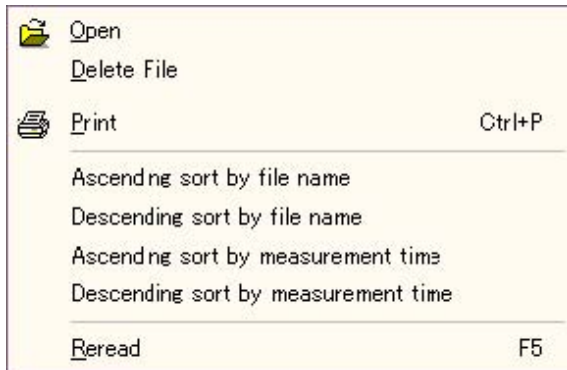 Open
Delete File
Print Ctrl+P
Ascending sort by file name
Descending sort by file name
Ascending sort by measurement time
Descending sort by measurement time
Reread F5